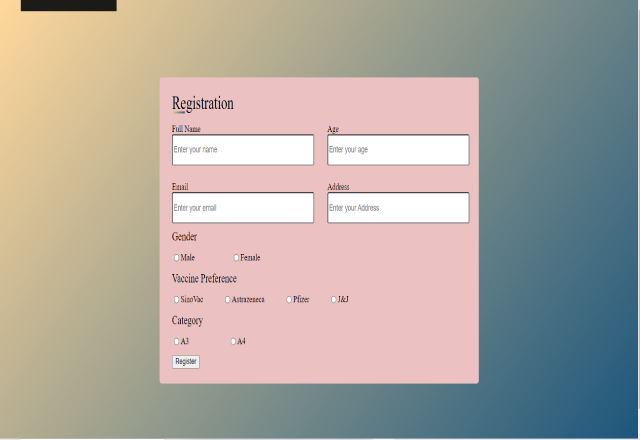 Registration
Full Name Age
Enter your name Enter your age
Email Address
Enter your email Enter your Address
Gender
Male Female
Vaccine Preference
SinoVac Astrazeneca Pfizer J&J
Category
A3 A4
Register